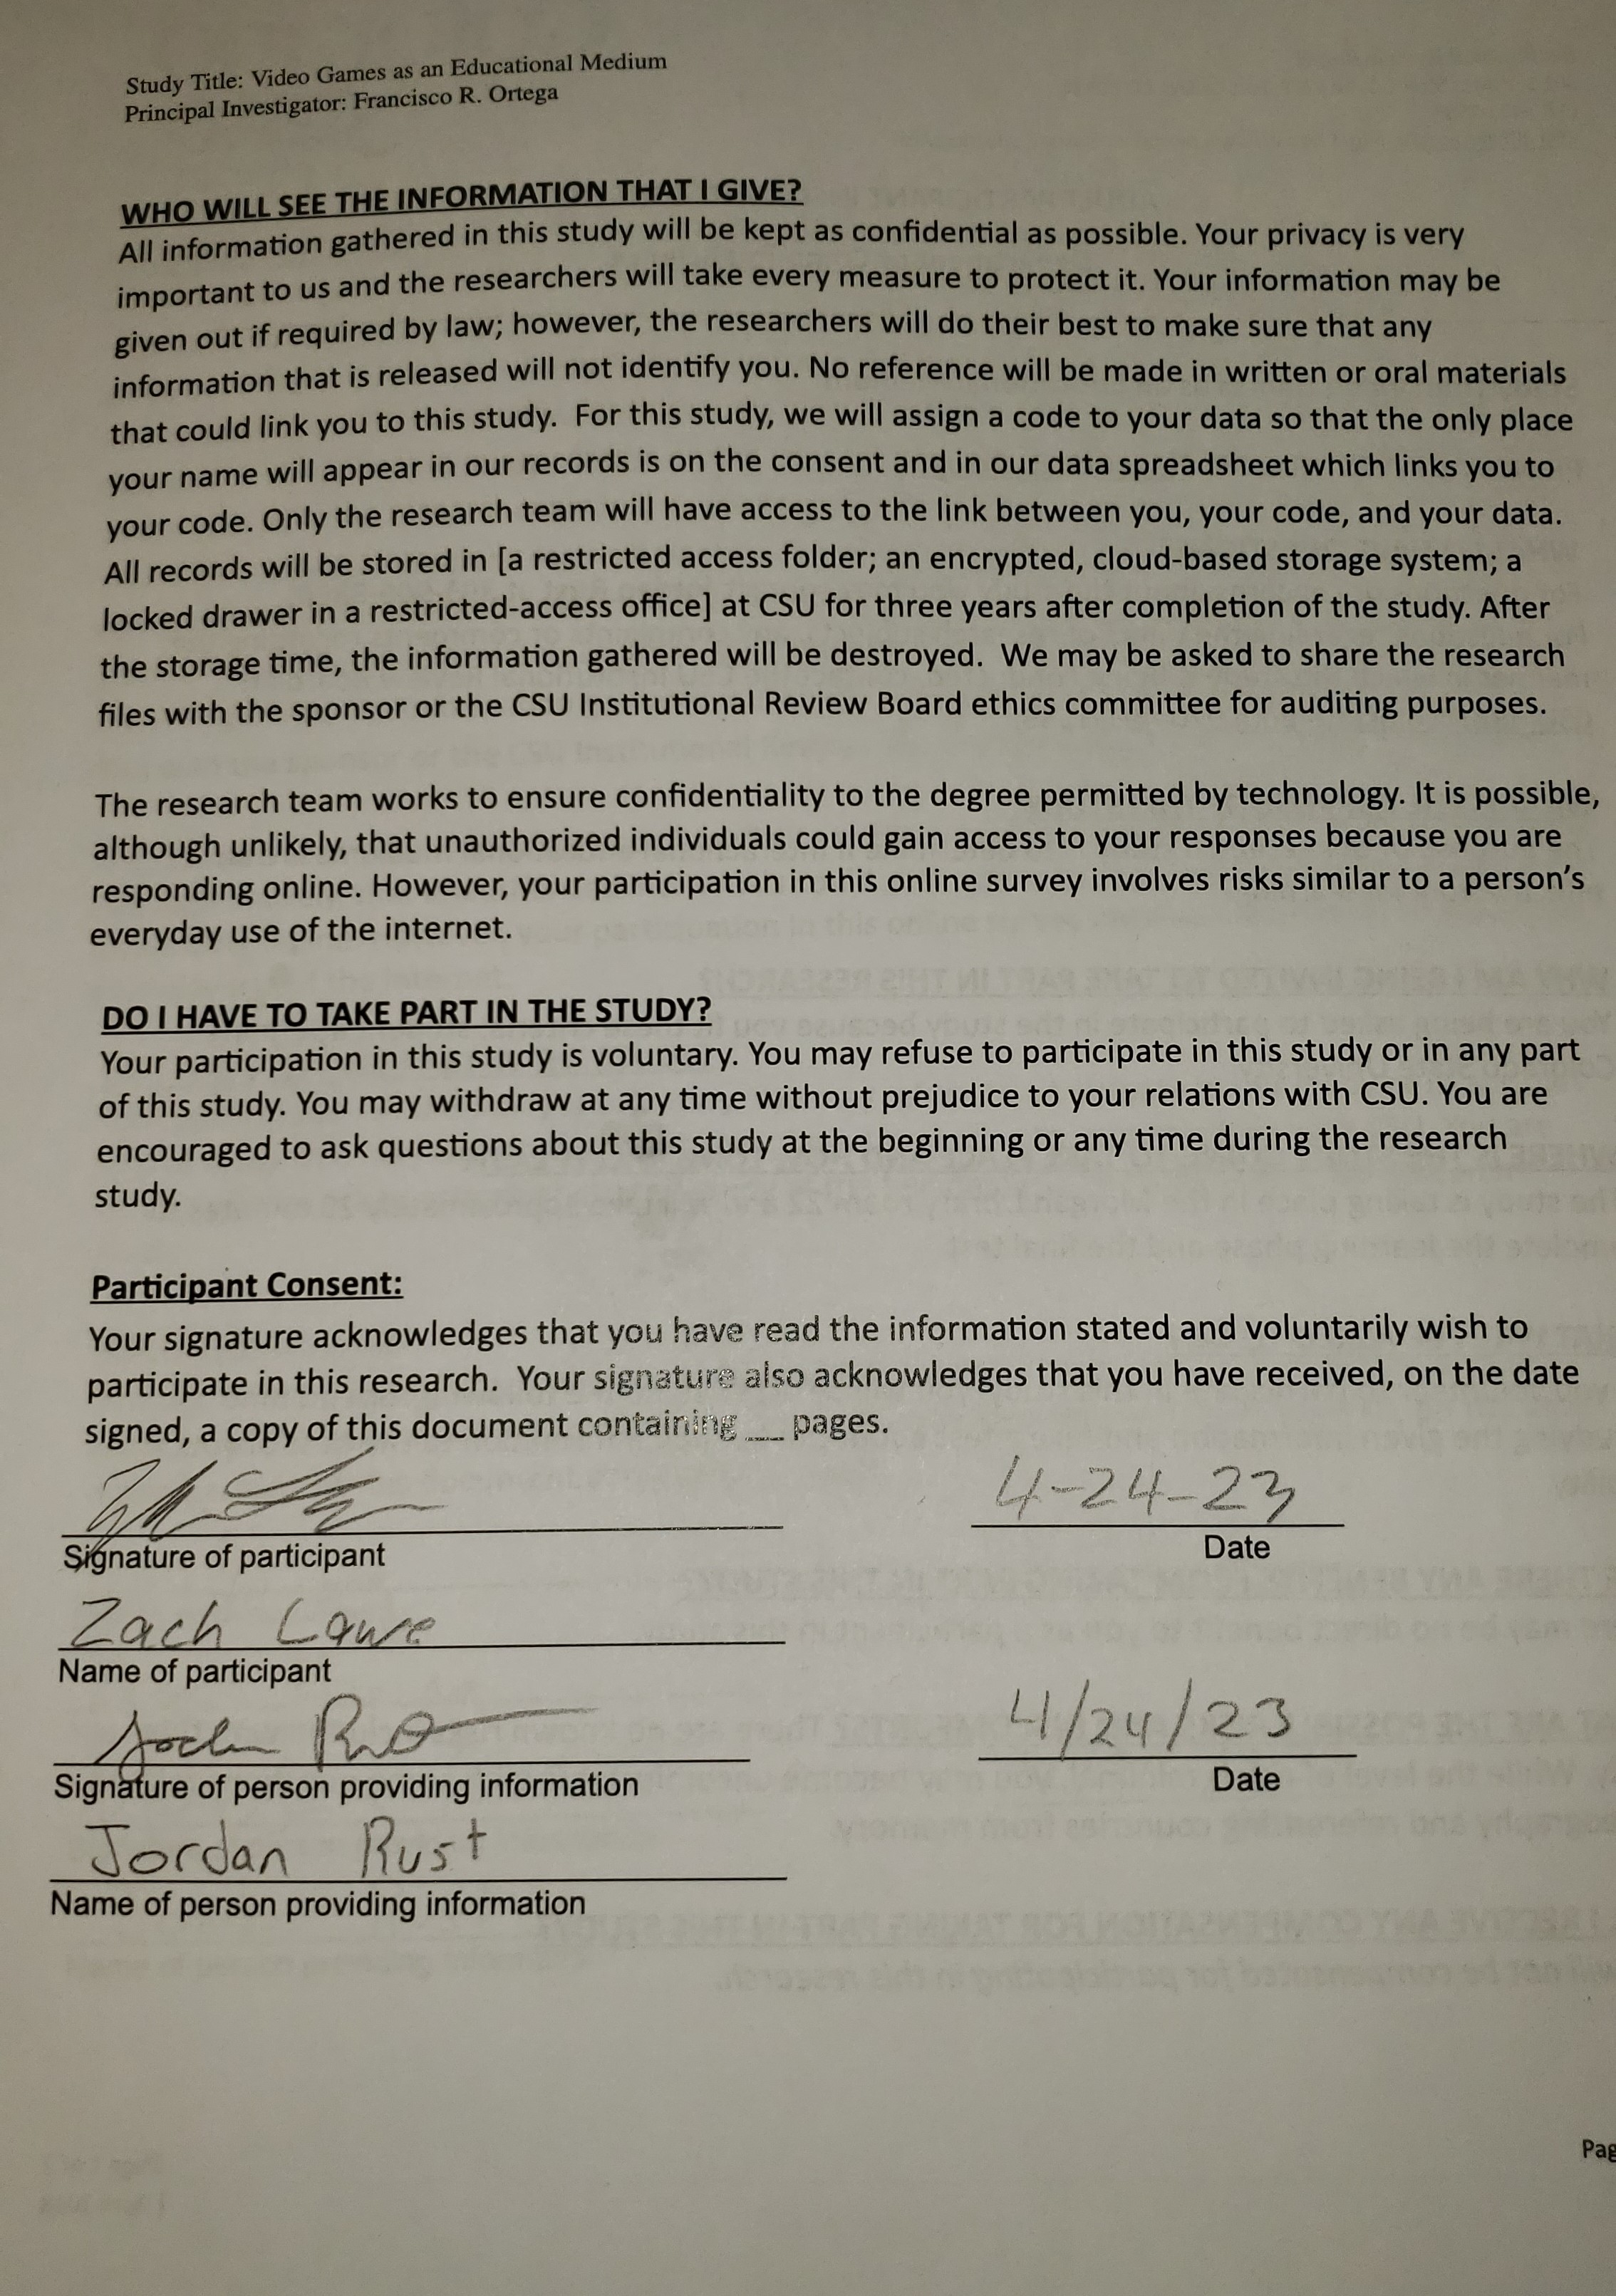 Study Title: Video Games as an Educational Medium
Principal Investigator: Francisco R. Ortega
WHO WILL SEE THE INFORMATION THAT I GIVE?
All information gathered in this study will be kept as confidential as possible. Your privacy is very
important to us and the researchers will take every measure to protect it. Your information may be
given out if required by law; however, the researchers will do their best to make sure that any
information that is released will not identify you. No reference will be made in written or oral materials
that could link you to this study.  For this study, we will assign a code to your data so that the only place
your name will appear in our records is on the consent and in our data spreadsheet which links you to
your code. Only the research team will have access to the link between you, your code, and your data.
All records will be stored in [a restricted access folder; an encrypted, cloud-based storage system; a
locked drawer in a restricted-access office] at CSU for three years after completion of the study. After
the storage time, the information gathered will be destroyed.  We may be asked to share the research
files with the sponsor or the CSU Institutional Review Board ethics committee for auditing purposes.
The research team works to ensure confidentiality to the degree permitted by technology. It is possible,
although unlikely, that unauthorized individuals could gain access to your responses because you are
responding online. However, your participation in this online survey involves risks similar to a person's
everyday use of the internet.
DO I HAVE TO TAKE PART IN THE STUDY?
Your participation in this study is voluntary. You may refuse to participate in this study or in any part
of this study. You may withdraw at any time without prejudice to your relations with CSU. You are
encouraged to ask questions about this study at the beginning or any time during the research
study.
Participant Consent:
Your signature acknowledges that you have read the information stated and voluntarily wish to
participate in this research.  Your signature also acknowledges that you have received, on the date
signed, a copy of this document containing __ pages.
4-24-23
Signature of participant Date
Zach
Name of participant
4/24/23
Signature of person providing information Date
Jordan Rust
Name of person providing information
Pag